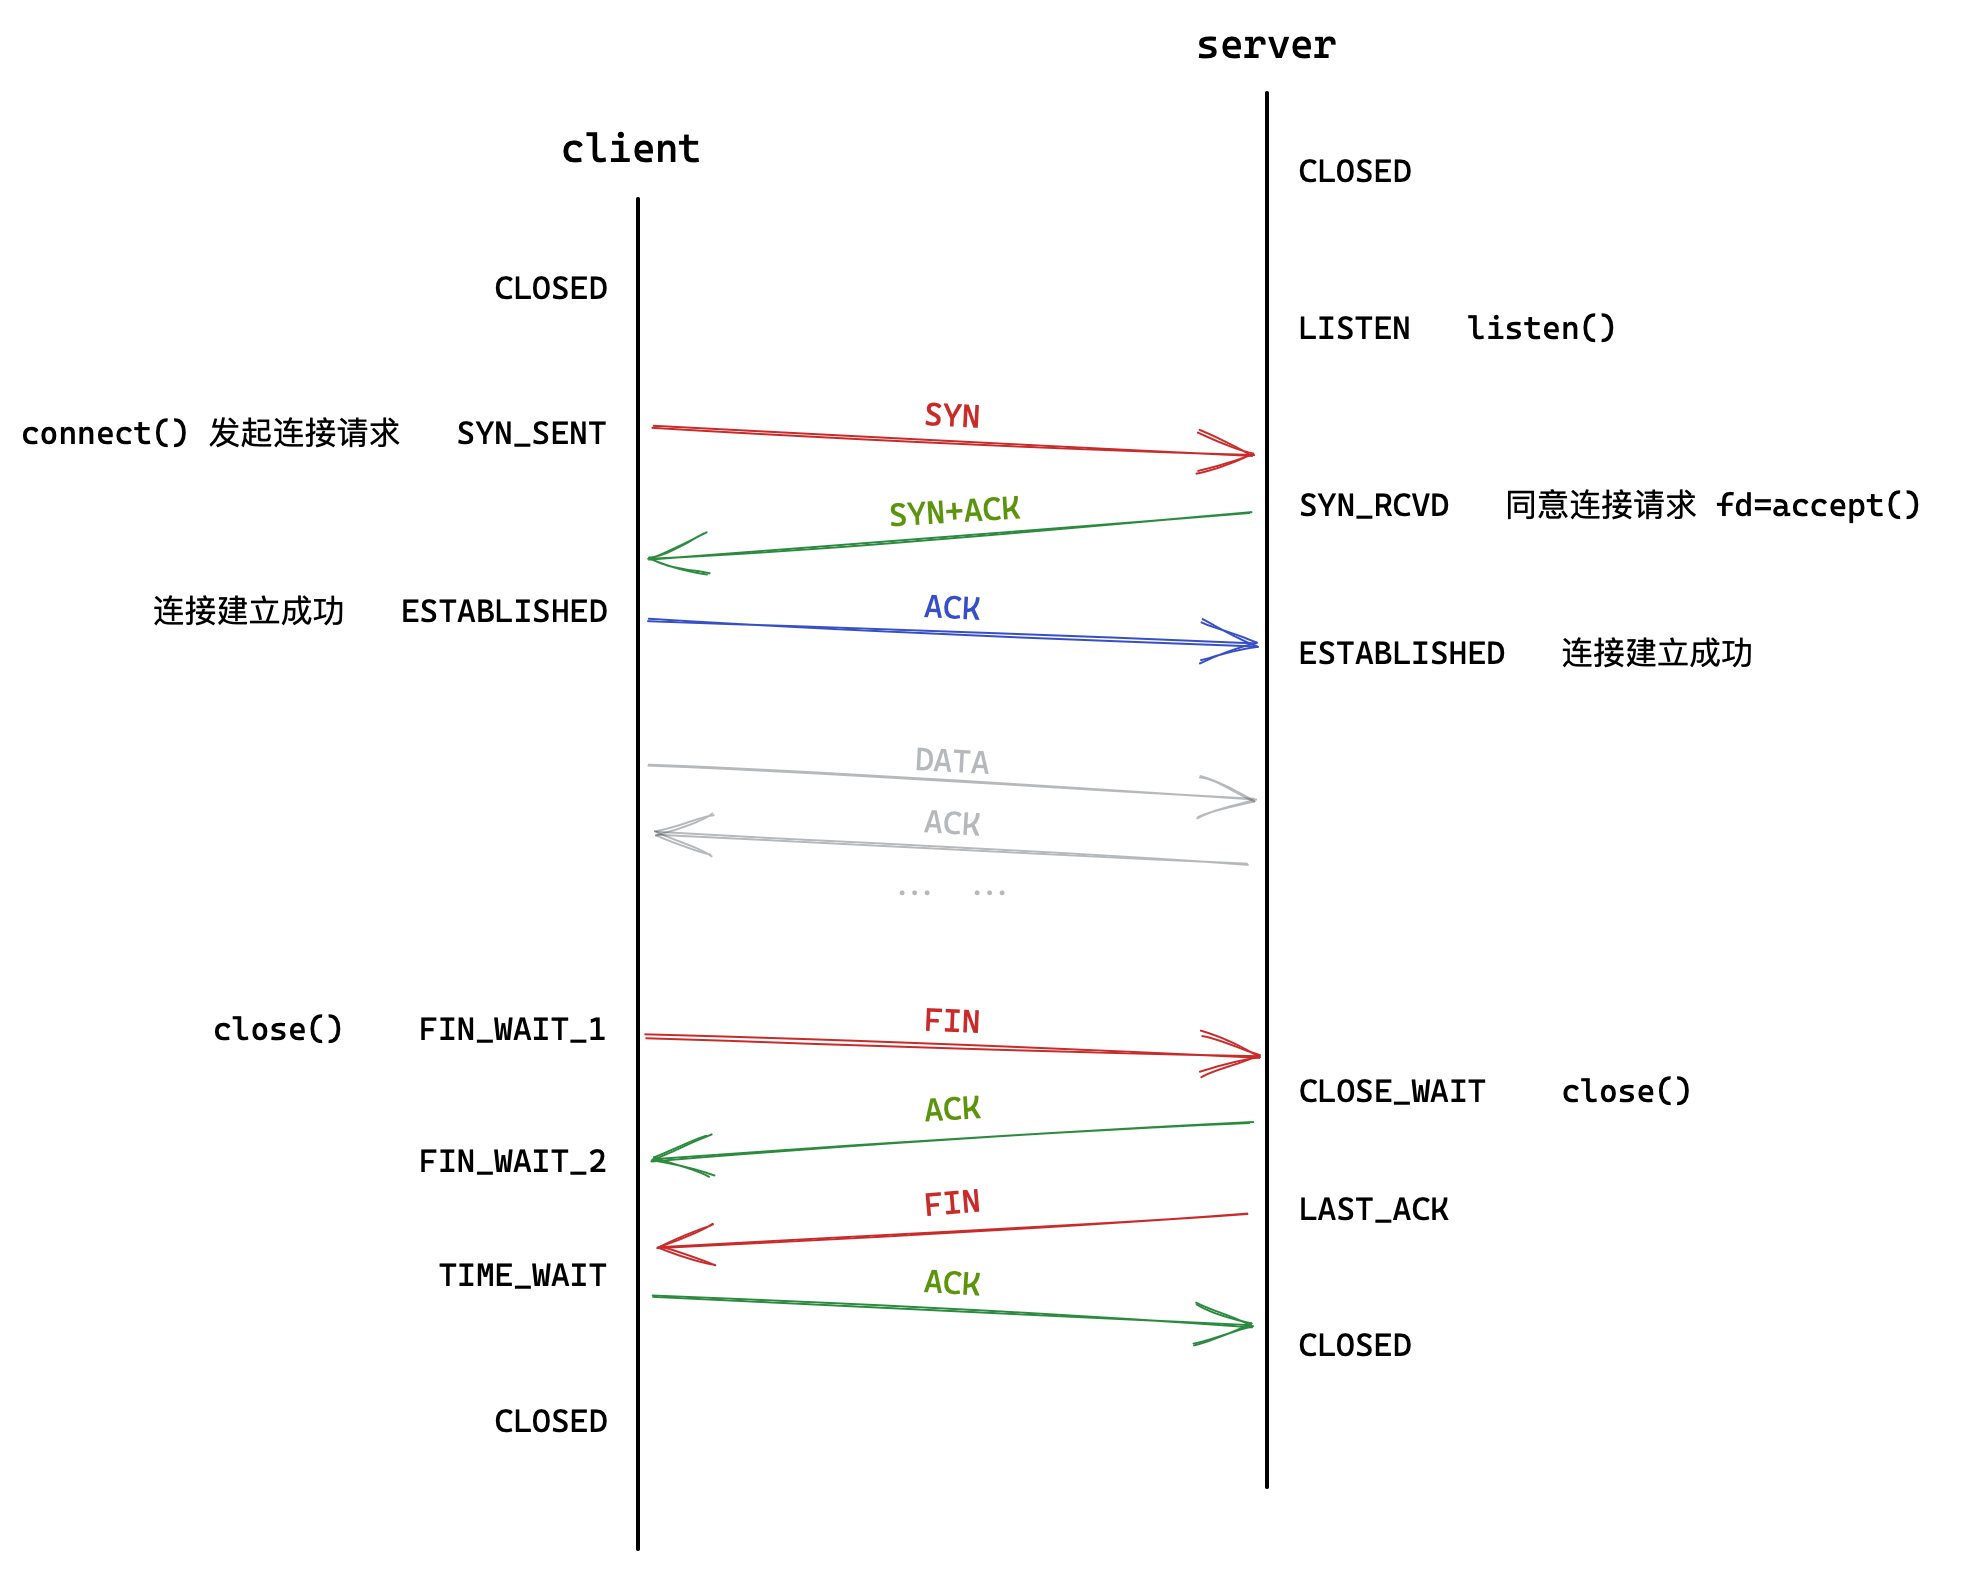 server
client
CLOSED
CLOSED
LISTEN listen()
connect() 发起连接请求 SYN_SENT
SYN
SYN+ACK
SYN_RCVD 同意连接请求 fd=accept()
连接建立成功 ESTABLISHED
ACK
ESTABLISHED 连接建立成功
DATA
ACK
... ...
close() FIN_WAIT_1
FIN
CLOSE_WAIT close()
ACK
FIN_WAIT_2
FIN
LAST_ACK
TIME_WAIT
ACK
CLOSED
CLOSED